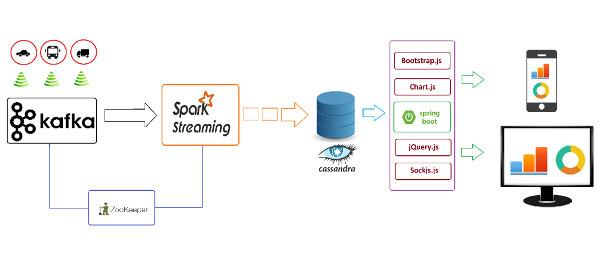 kafka
Spark
Streaming
ZooKeeper
cassandra
Bootstrap.js
Chart.js
spring
boot
jQuery.js
Sockjs.js